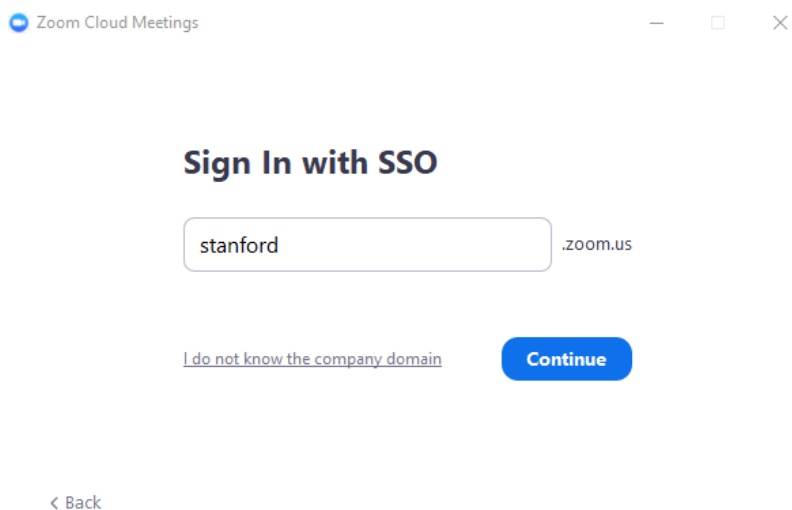 Zoom Cloud Meetings
Sign In with SSO
stanford .zoom.us
I do not know the company domain Continue
Back